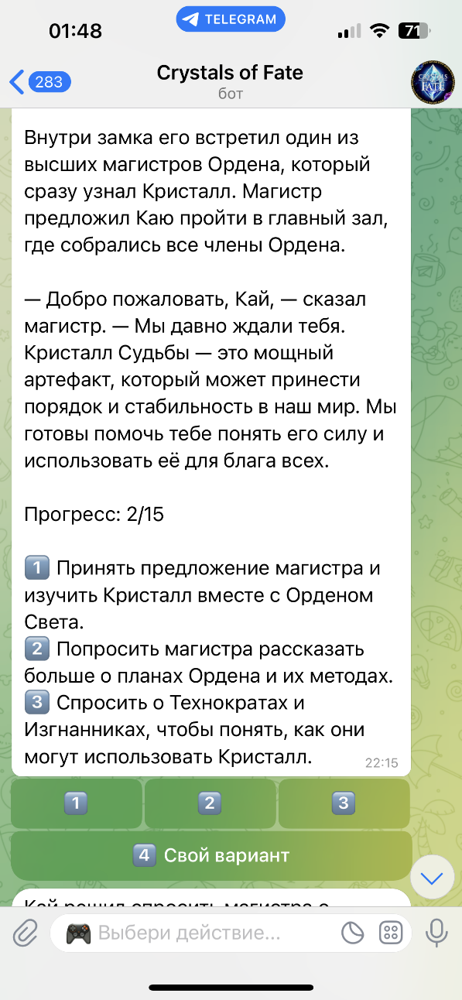 01:48
TELEGRAM
71
283
Crystals of Fate
бот
CRYSTALS
FATE
Внутри замка его встретил один из
высших магистров Ордена, который
сразу узнал Кристалл. Магистр
предложил Каю пройти в главный зал,
где собрались все члены Ордена.
— Добро пожаловать, Кай, — сказал
магистр. — Мы давно ждали тебя.
Кристалл Судьбы — это мощный
артефакт, который может принести
порядок и стабильность в наш мир. Мы
готовы помочь тебе понять его силу и
использовать её для блага всех.
Прогресс: 2/15
1 Принять предложение магистра и
изучить Кристалл вместе с Орденом
Света.
2 Попросить магистра рассказать
больше о планах Ордена и их методах.
3 Спросить о Технократах и
Изгнанниках, чтобы понять, как они
могут использовать Кристалл.
22:15
1 2 3
4 Свой вариант
Кай решил спросить магистра о
Выбери действие...